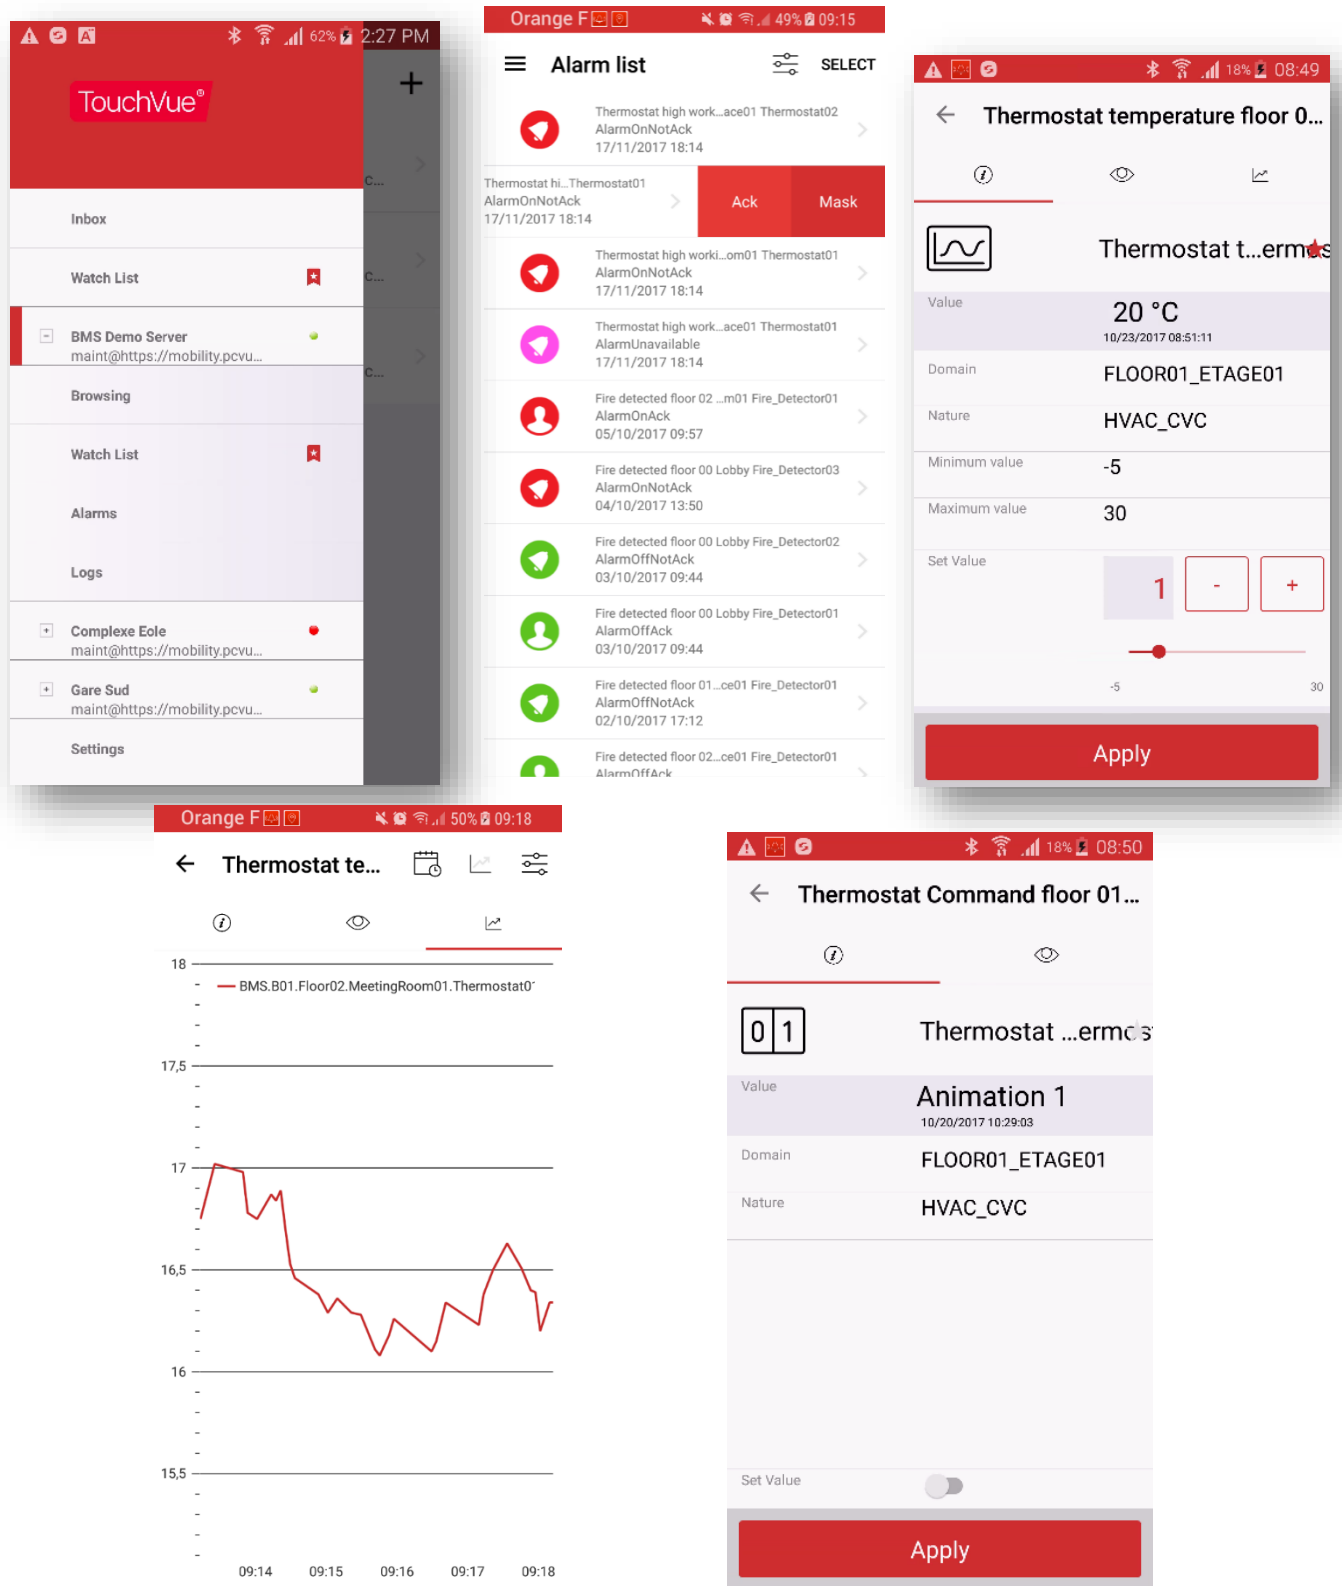 62% 2:27 PM
TouchVue®
Inbox
Watch List
BMS Demo Server
maint@https://mobility.pcvu...
Browsing
Watch List
Alarms
Logs
Complexe Eole
maint@https://mobility.pcvu...
Gare Sud
maint@https://mobility.pcvu...
Settings
+
c...
c...
c...
Orange F 49% 09:15
Alarm list SELECT
Thermostat high work...ace01 Thermostat02
AlarmOnNotAck
17/11/2017 18:14
Thermostat hi...Thermostat01
AlarmOnNotAck
17/11/2017 18:14
Ack Mask
Thermostat high worki...om01 Thermostat01
AlarmOnNotAck
17/11/2017 18:14
Thermostat high work...ace01 Thermostat01
AlarmUnavailable
17/11/2017 18:14
Fire detected floor 02 ...m01 Fire_Detector01
AlarmOnAck
05/10/2017 09:57
Fire detected floor 00 Lobby Fire_Detector03
AlarmOnNotAck
04/10/2017 13:50
Fire detected floor 00 Lobby Fire_Detector02
AlarmOffNotAck
03/10/2017 09:44
Fire detected floor 00 Lobby Fire_Detector01
AlarmOffAck
03/10/2017 09:44
Fire detected floor 01...ce01 Fire_Detector01
AlarmOffNotAck
02/10/2017 17:12
Fire detected floor 02...ce01 Fire_Detector01
AlarmOffAck
18% 08:49
Thermostat temperature floor 0...
Thermostat t...ermos
Value
20 °C
10/23/2017 08:51:11
Domain FLOOR01_ETAGE01
Nature HVAC_CVC
Minimum value -5
Maximum value 30
Set Value
1 - +
-5 30
Apply
Orange F 50% 09:18
Thermostat te...
18
BMS.B01.Floor02.MeetingRoom01.Thermostat01
17,5
17
16,5
16
15,5
09:14 09:15 09:16 09:17 09:18
18% 08:50
Thermostat Command floor 01...
0 1 Thermostat ...ermos
Value
Animation 1
10/20/2017 10:29:03
Domain FLOOR01_ETAGE01
Nature HVAC_CVC
Set Value
Apply